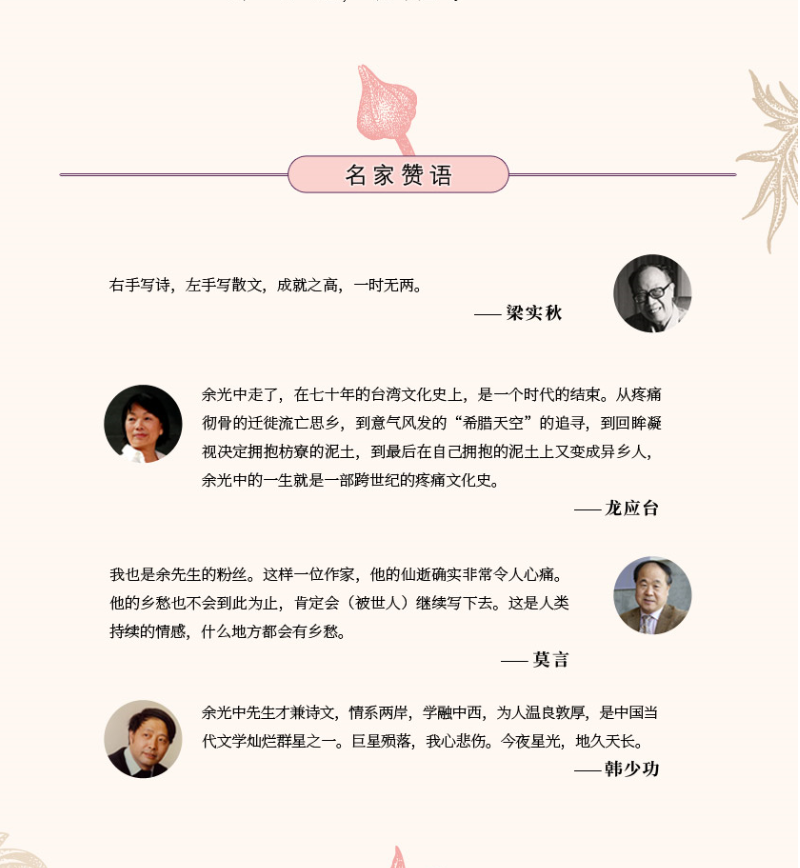 名家赞语
右手写诗，左手写散文，成就之高，一时无两。
——梁实秋
余光中走了，在七十年的台湾文化史上，是一个时代的结束。从疼痛
彻骨的迁徙流亡思乡，到意气风发的“希腊天空”的追寻，到回眸凝
视决定拥抱枋寮的泥土，到最后在自己拥抱的泥土上又变成异乡人，
余光中的一生就是一部跨世纪的疼痛文化史。
——龙应台
我也是余先生的粉丝。这样一位作家，他的仙逝确实非常令人心痛。
他的乡愁也不会到此为止，肯定会（被世人）继续写下去。这是人类
持续的情感，什么地方都会有乡愁。
——莫言
余光中先生才兼诗文，情系两岸，学融中西，为人温良敦厚，是中国当
代文学灿烂群星之一。巨星殒落，我心悲伤。今夜星光，地久天长。
——韩少功